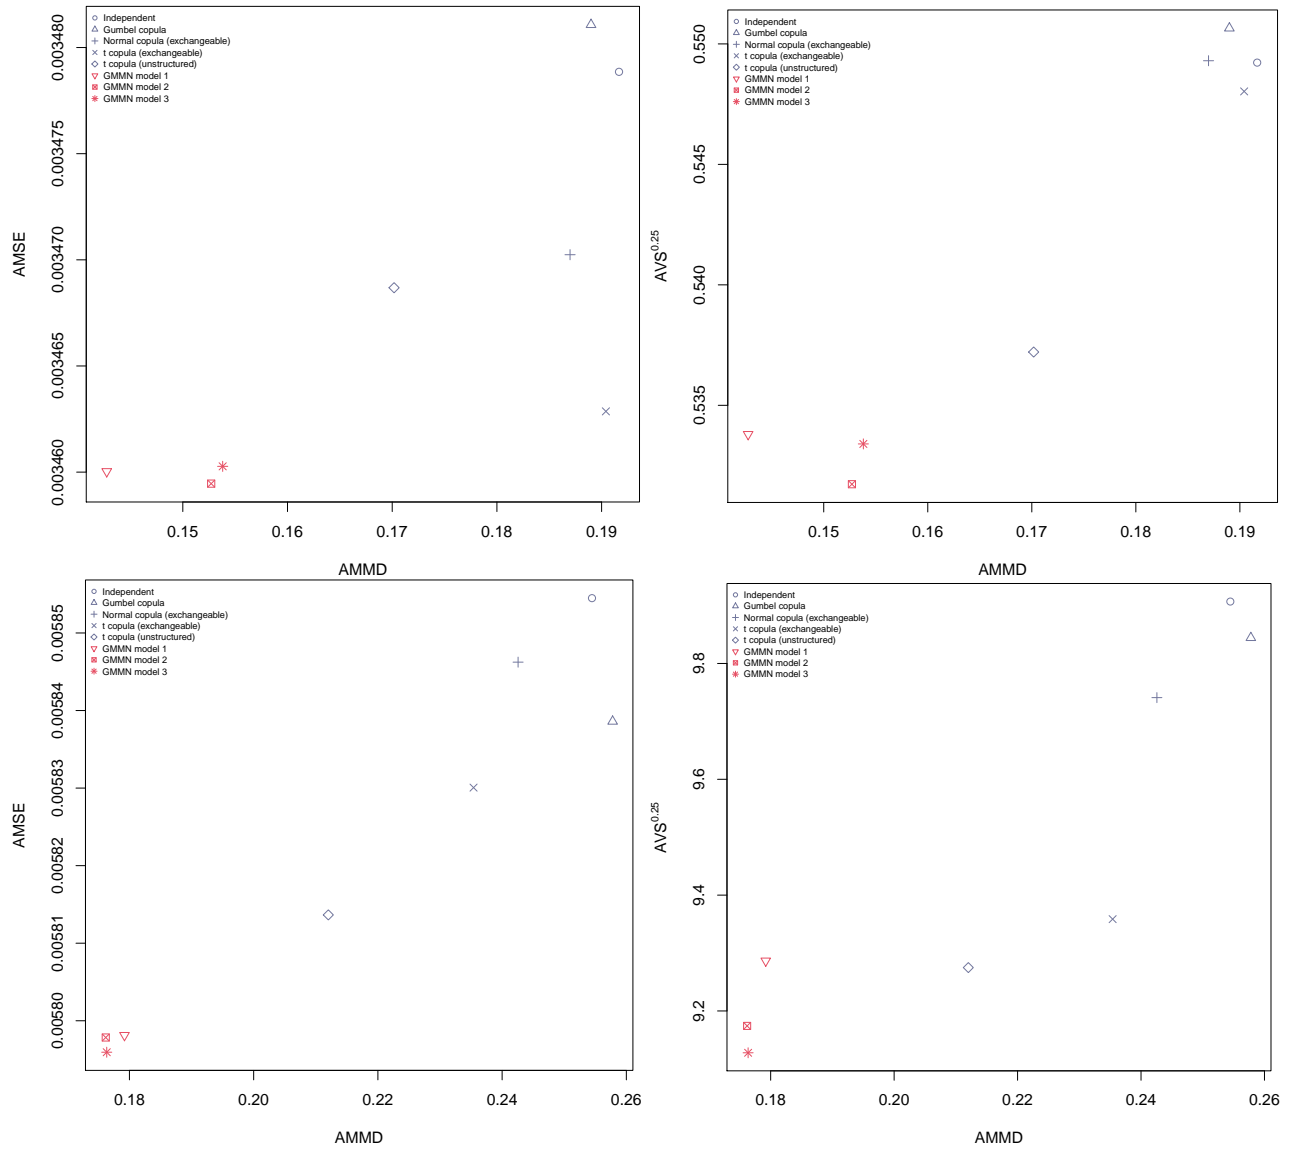 Independent
Gumbel copula
Normal copula (exchangeable)
t copula (exchangeable)
t copula (unstructured)
GMMN model 1
GMMN model 2
GMMN model 3
0.003480
0.003475
0.003470
0.003465
0.003460
AMSE
0.15 0.16 0.17 0.18 0.19
AMMD
Independent
Gumbel copula
Normal copula (exchangeable)
t copula (exchangeable)
t copula (unstructured)
GMMN model 1
GMMN model 2
GMMN model 3
0.550
0.545
0.540
0.535
AVS^0.25
0.15 0.16 0.17 0.18 0.19
AMMD
Independent
Gumbel copula
Normal copula (exchangeable)
t copula (exchangeable)
t copula (unstructured)
GMMN model 1
GMMN model 2
GMMN model 3
0.00585
0.00584
0.00583
0.00582
0.00581
0.00580
AMSE
0.18 0.20 0.22 0.24 0.26
AMMD
Independent
Gumbel copula
Normal copula (exchangeable)
t copula (exchangeable)
t copula (unstructured)
GMMN model 1
GMMN model 2
GMMN model 3
9.8
9.6
9.4
9.2
AVS^0.25
0.18 0.20 0.22 0.24 0.26
AMMD